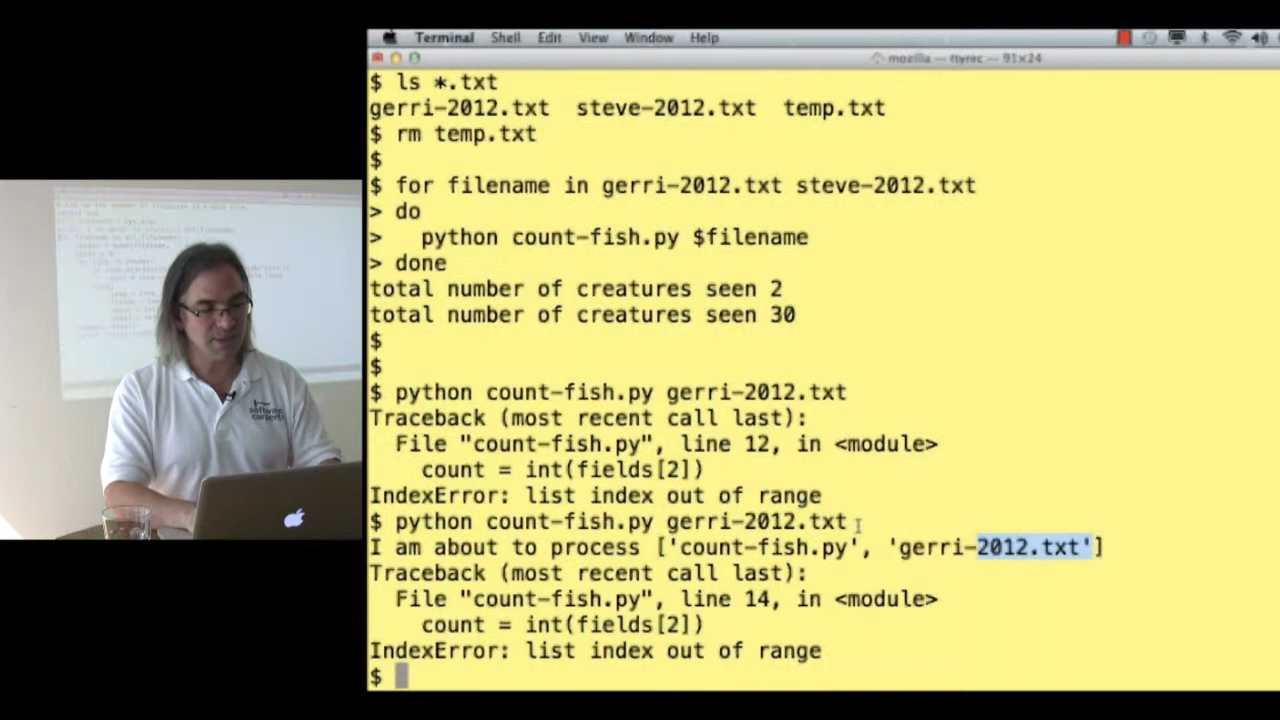 Terminal Shell Edit View Window Help
mozilla — ttyrec — 91×24
$ ls *.txt
gerri-2012.txt  steve-2012.txt  temp.txt
$ rm temp.txt
$
$ for filename in gerri-2012.txt steve-2012.txt
> do
>   python count-fish.py $filename
> done
total number of creatures seen 2
total number of creatures seen 30
$
$
$ python count-fish.py gerri-2012.txt
Traceback (most recent call last):
  File "count-fish.py", line 12, in <module>
    count = int(fields[2])
IndexError: list index out of range
$ python count-fish.py gerri-2012.txt
I am about to process ['count-fish.py', 'gerri-2012.txt']
Traceback (most recent call last):
  File "count-fish.py", line 14, in <module>
    count = int(fields[2])
IndexError: list index out of range
$